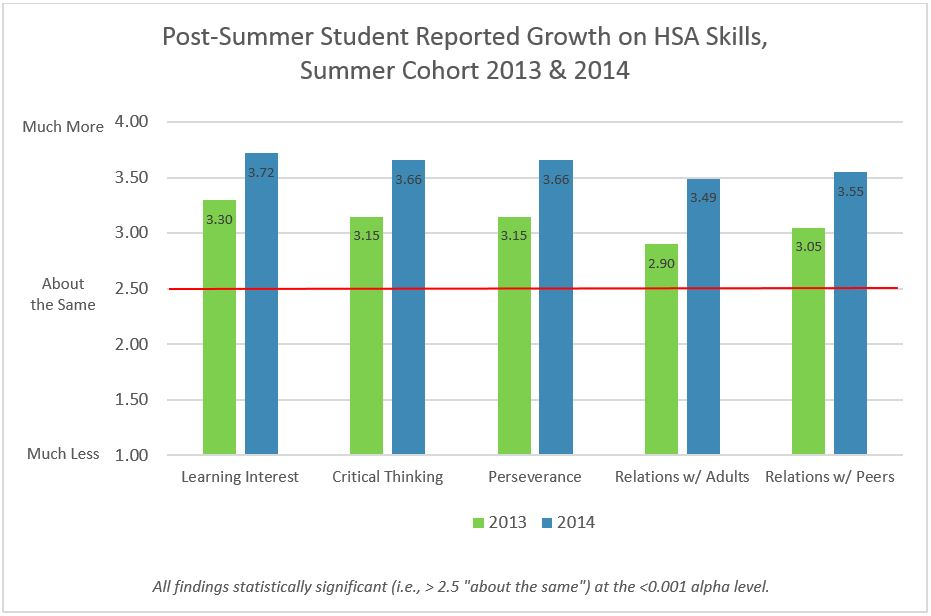 Post-Summer Student Reported Growth on HSA Skills,
Summer Cohort 2013 & 2014
Much More
4.00
3.50
3.00
About
the Same
2.50
2.00
1.50
Much Less
1.00
3.30
3.72
3.15
3.66
3.15
3.66
2.90
3.49
3.05
3.55
Learning Interest
Critical Thinking
Perseverance
Relations w/ Adults
Relations w/ Peers
2013
2014
All findings statistically significant (i.e., > 2.5 "about the same") at the <0.001 alpha level.